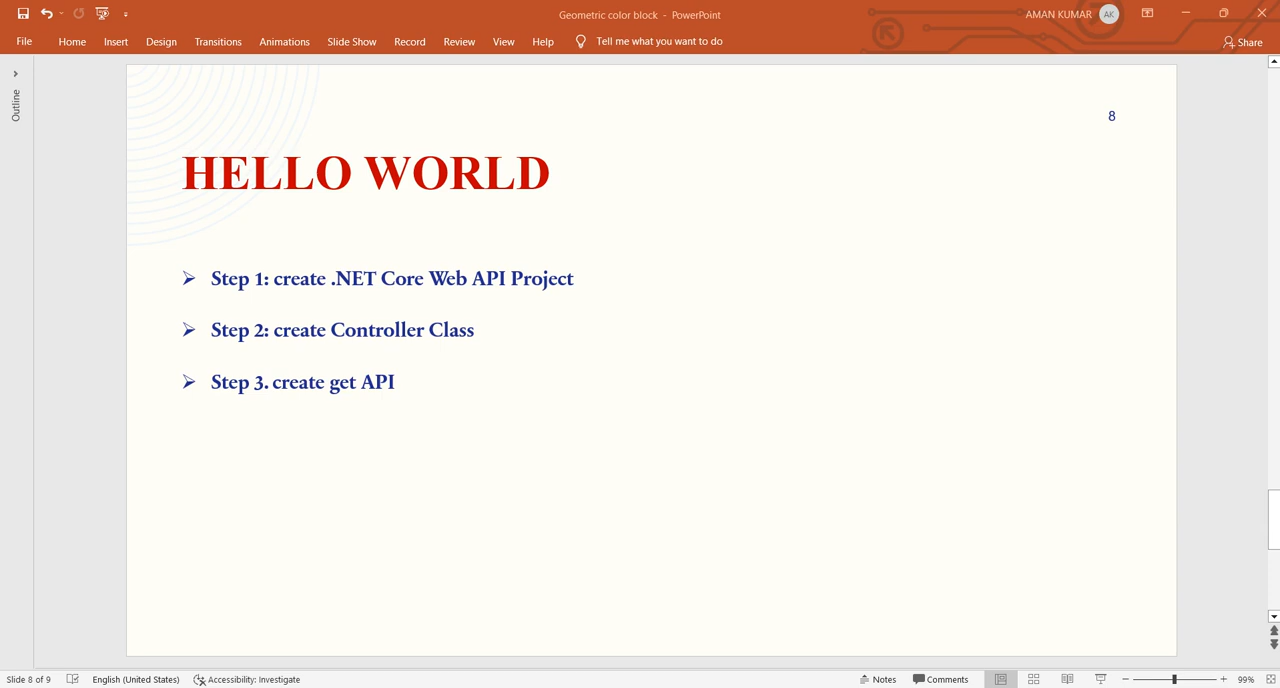 Geometric color block - PowerPoint
AMAN KUMAR AK
File Home Insert Design Transitions Animations Slide Show Record Review View Help Tell me what you want to do Share
Outline
8
HELLO WORLD
➢ Step 1: create .NET Core Web API Project
➢ Step 2: create Controller Class
➢ Step 3. create get API
Slide 8 of 9 English (United States) Accessibility: Investigate Notes Comments 99%